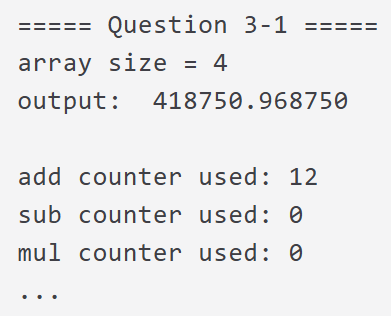 ===== Question 3-1 =====
array size = 4
output:  418750.968750

add counter used: 12
sub counter used: 0
mul counter used: 0
...